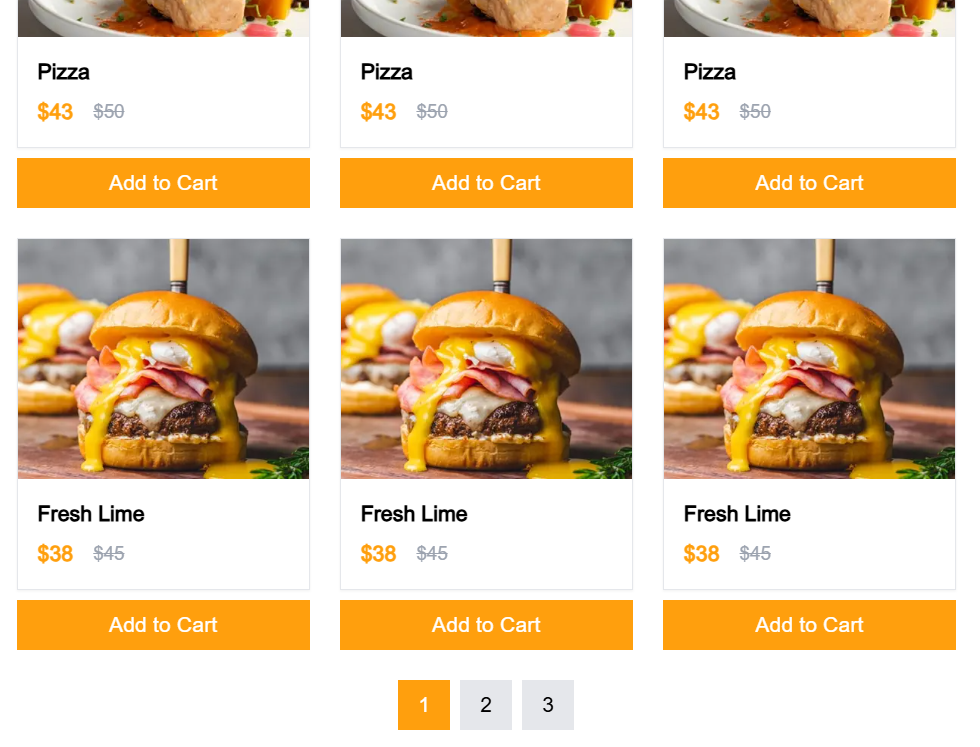 Pizza Pizza Pizza
$43 $50 $43 $50 $43 $50
Add to Cart Add to Cart Add to Cart
Fresh Lime Fresh Lime Fresh Lime
$38 $45 $38 $45 $38 $45
Add to Cart Add to Cart Add to Cart
1 2 3